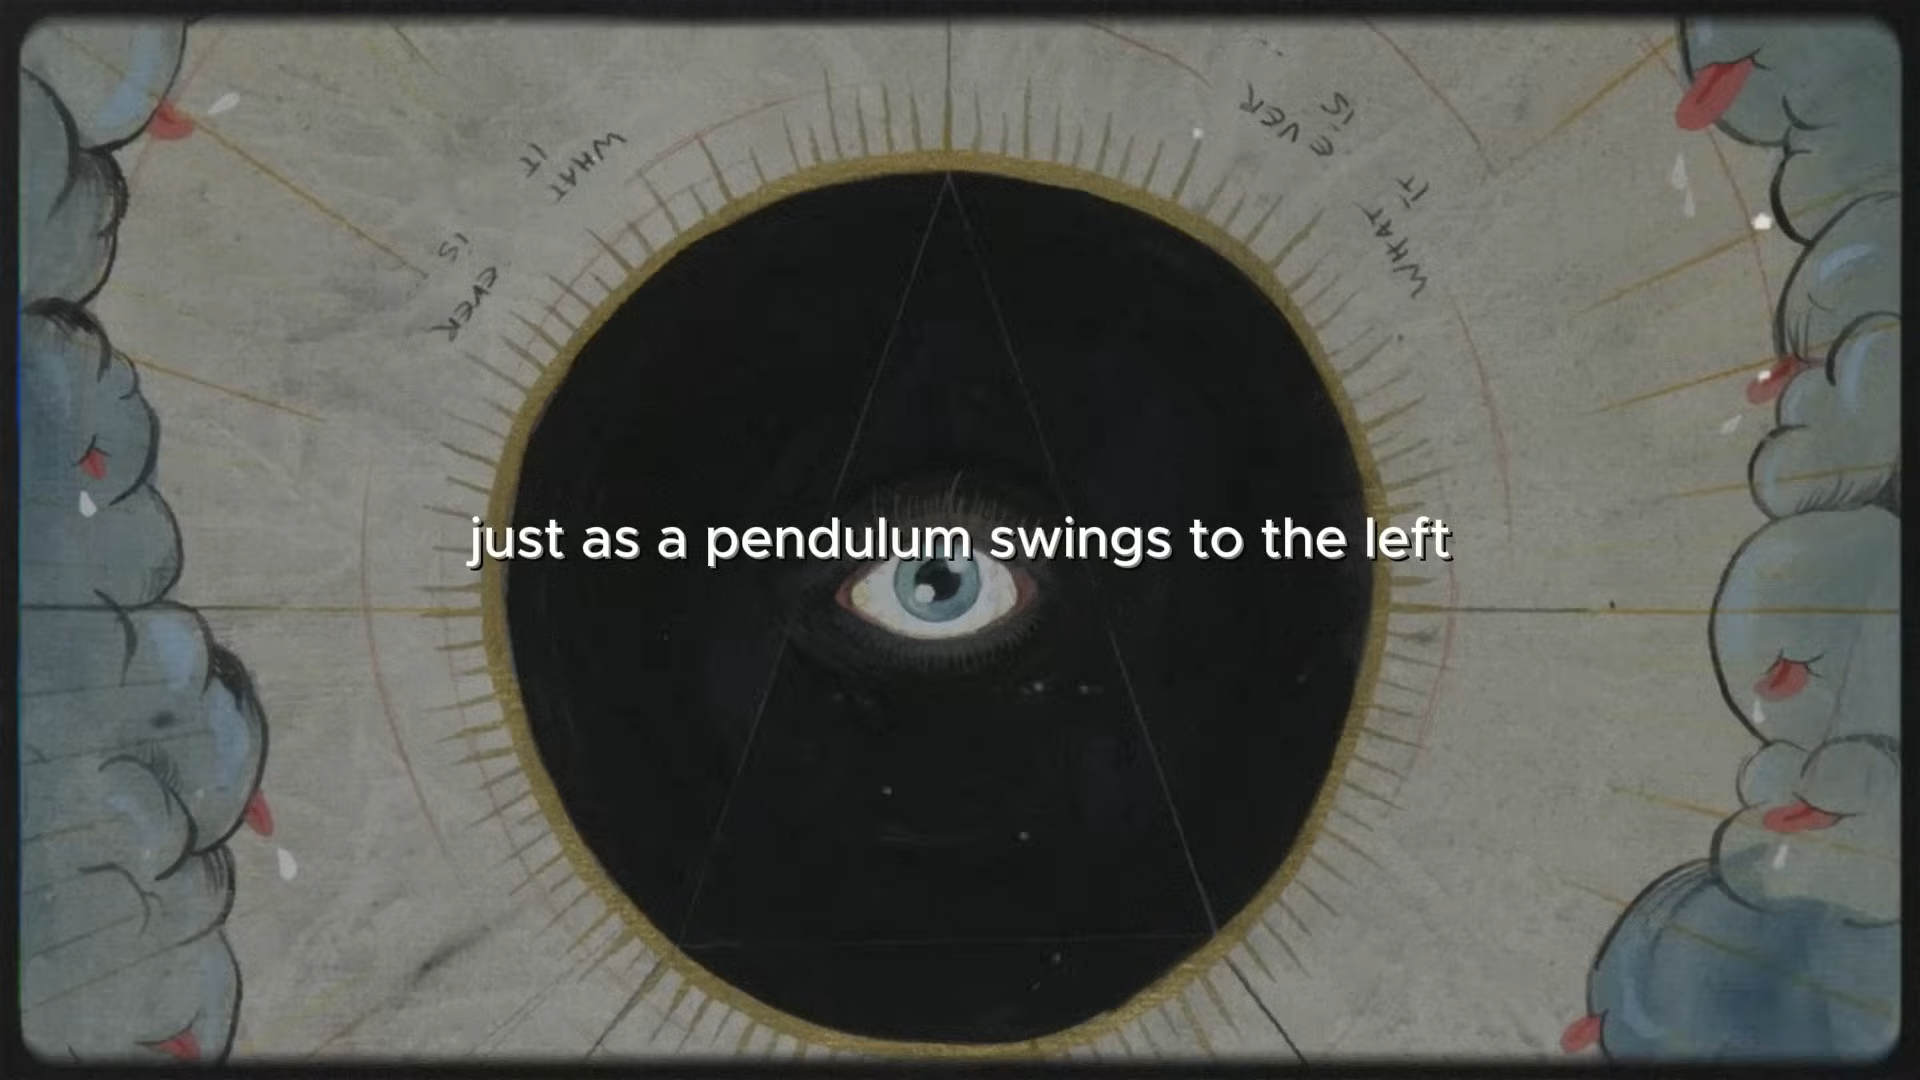 WHAT
IT
IS
EVER
EVER
IS
IT
WHAT
just as a pendulum swings to the left